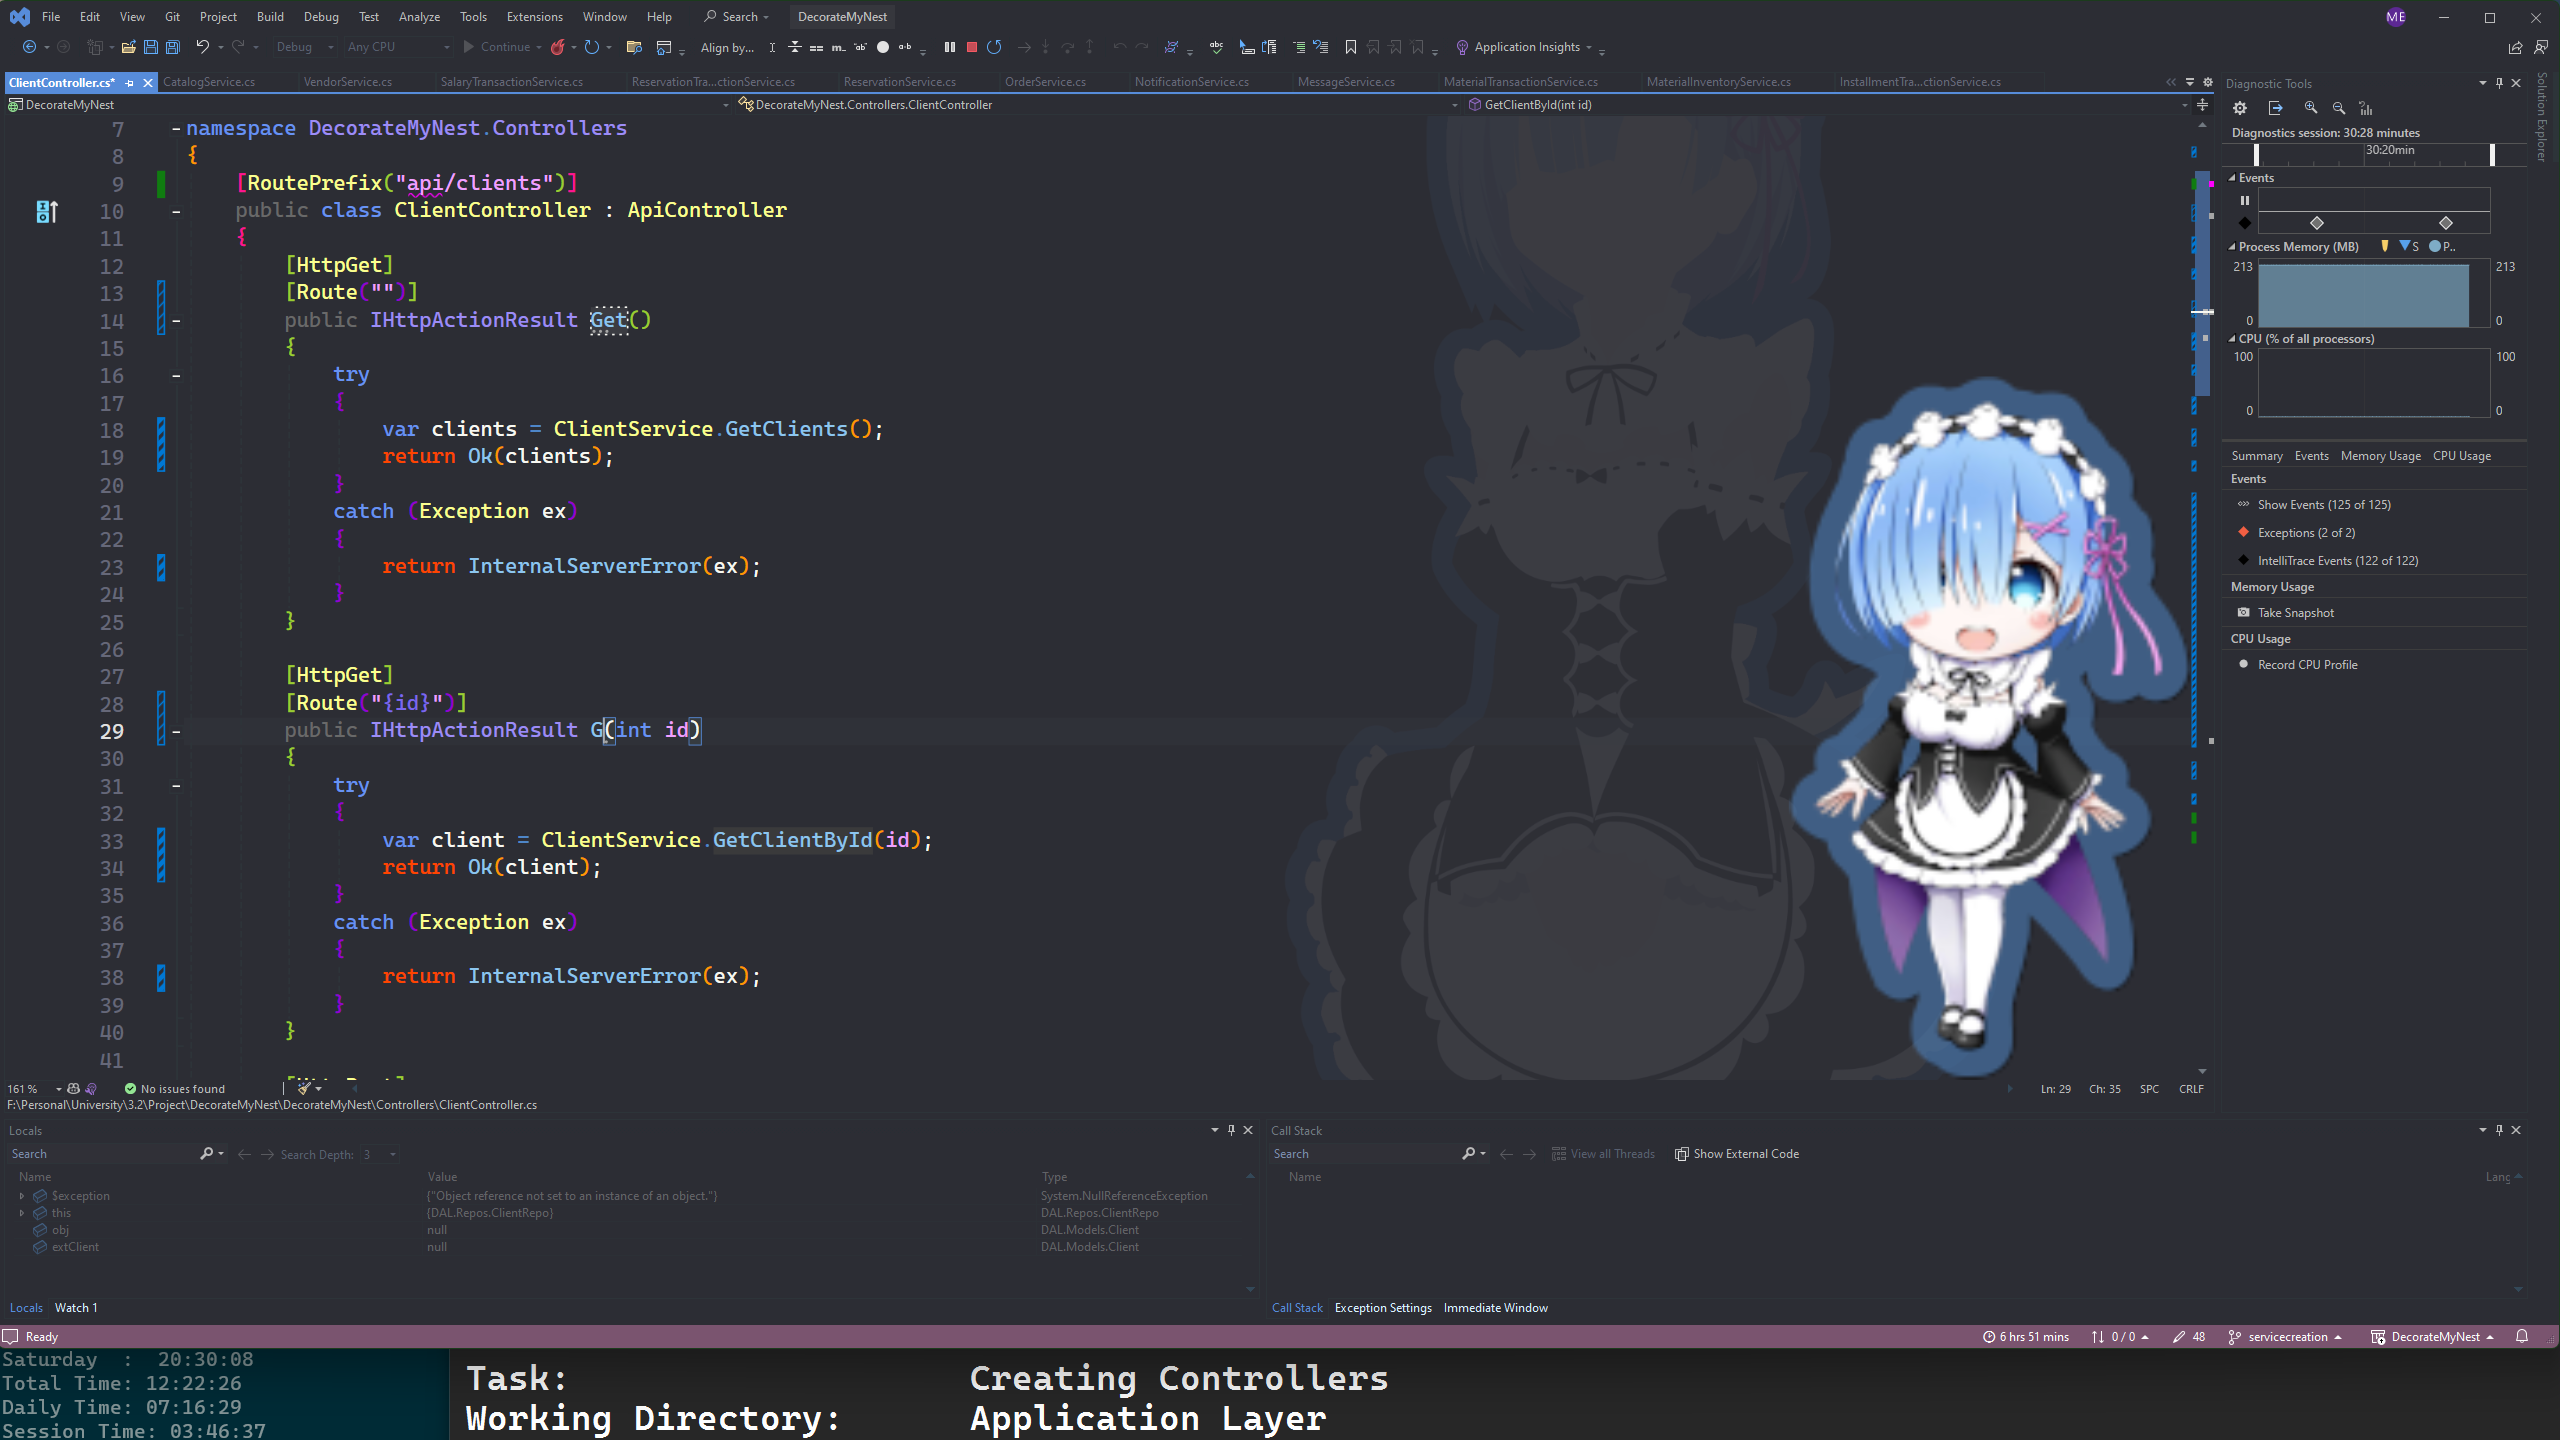 File Edit View Git Project Build Debug Test Analyze Tools Extensions Window Help Search DecorateMyNest ME
Debug Any CPU Continue Align by... Application Insights
ClientController.cs* CatalogService.cs VendorService.cs SalaryTransactionService.cs ReservationTra...ctionService.cs ReservationService.cs OrderService.cs NotificationService.cs MessageService.cs MaterialTransactionService.cs MaterialInventoryService.cs InstallmentTra...ctionService.cs
DecorateMyNest DecorateMyNest.Controllers.ClientController GetClientById(int id)
7 namespace DecorateMyNest.Controllers
8 {
9 [RoutePrefix("api/clients")]
10 public class ClientController : ApiController
11 {
12 [HttpGet]
13 [Route("")]
14 public IHttpActionResult Get()
15 {
16 try
17 {
18 var clients = ClientService.GetClients();
19 return Ok(clients);
20 }
21 catch (Exception ex)
22 {
23 return InternalServerError(ex);
24 }
25 }
26
27 [HttpGet]
28 [Route("{id}")]
29 public IHttpActionResult G(int id)
30 {
31 try
32 {
33 var client = ClientService.GetClientById(id);
34 return Ok(client);
35 }
36 catch (Exception ex)
37 {
38 return InternalServerError(ex);
39 }
40 }
41
161 % No issues found Ln: 29 Ch: 35 SPC CRLF
F:\Personal\University\3.2\Project\DecorateMyNest\DecorateMyNest\Controllers\ClientController.cs
Diagnostic Tools
Solution Explorer
Diagnostics session: 30:28 minutes
30:20min
Events
Process Memory (MB) S P..
213 213
0 0
CPU (% of all processors)
100 100
0 0
Summary Events Memory Usage CPU Usage
Events
Show Events (125 of 125)
Exceptions (2 of 2)
IntelliTrace Events (122 of 122)
Memory Usage
Take Snapshot
CPU Usage
Record CPU Profile
Locals
Search Search Depth: 3
Name Value Type
$exception {"Object reference not set to an instance of an object."} System.NullReferenceException
this {DAL.Repos.ClientRepo} DAL.Repos.ClientRepo
obj null DAL.Models.Client
extClient null DAL.Models.Client
Locals Watch 1
Call Stack
Search View all Threads Show External Code
Name Lang
Call Stack Exception Settings Immediate Window
Ready 6 hrs 51 mins 0 / 0 48 servicecreation DecorateMyNest
Saturday : 20:30:08
Total Time: 12:22:26
Daily Time: 07:16:29
Session Time: 03:46:37
Task: Creating Controllers
Working Directory: Application Layer